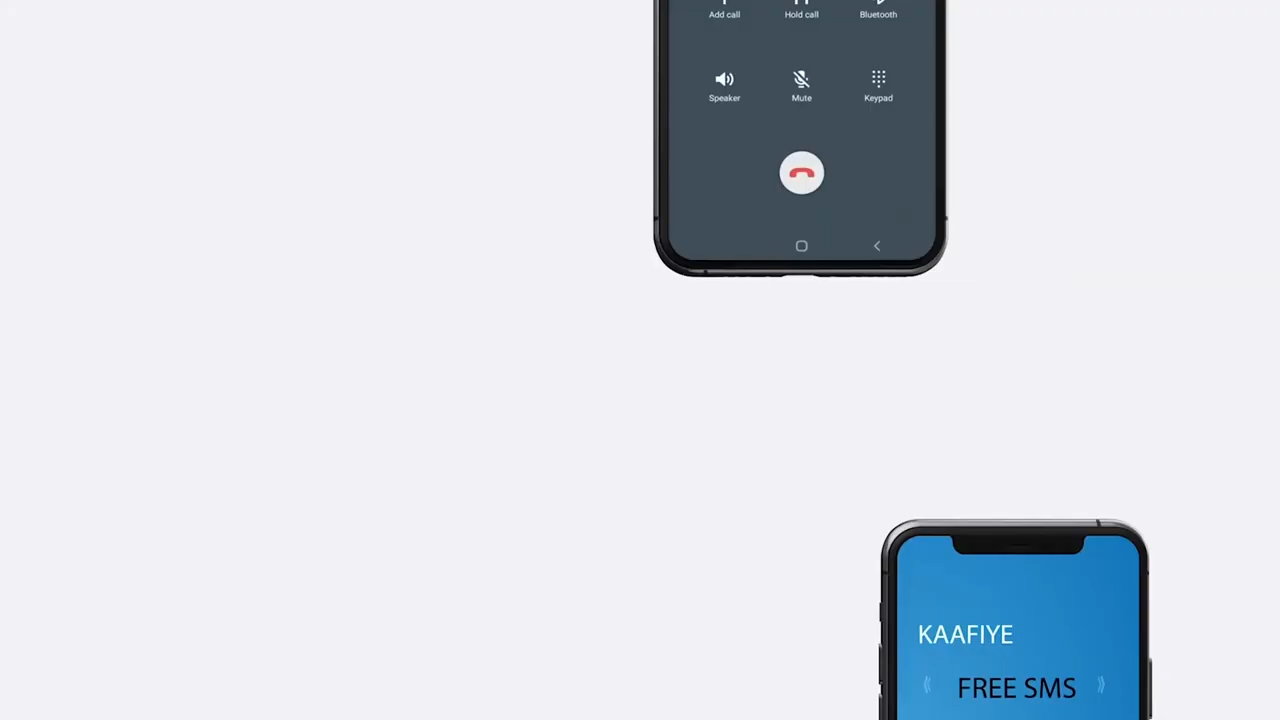 Add call Hold call Bluetooth
Speaker Mute Keypad
KAAFIYE
FREE SMS